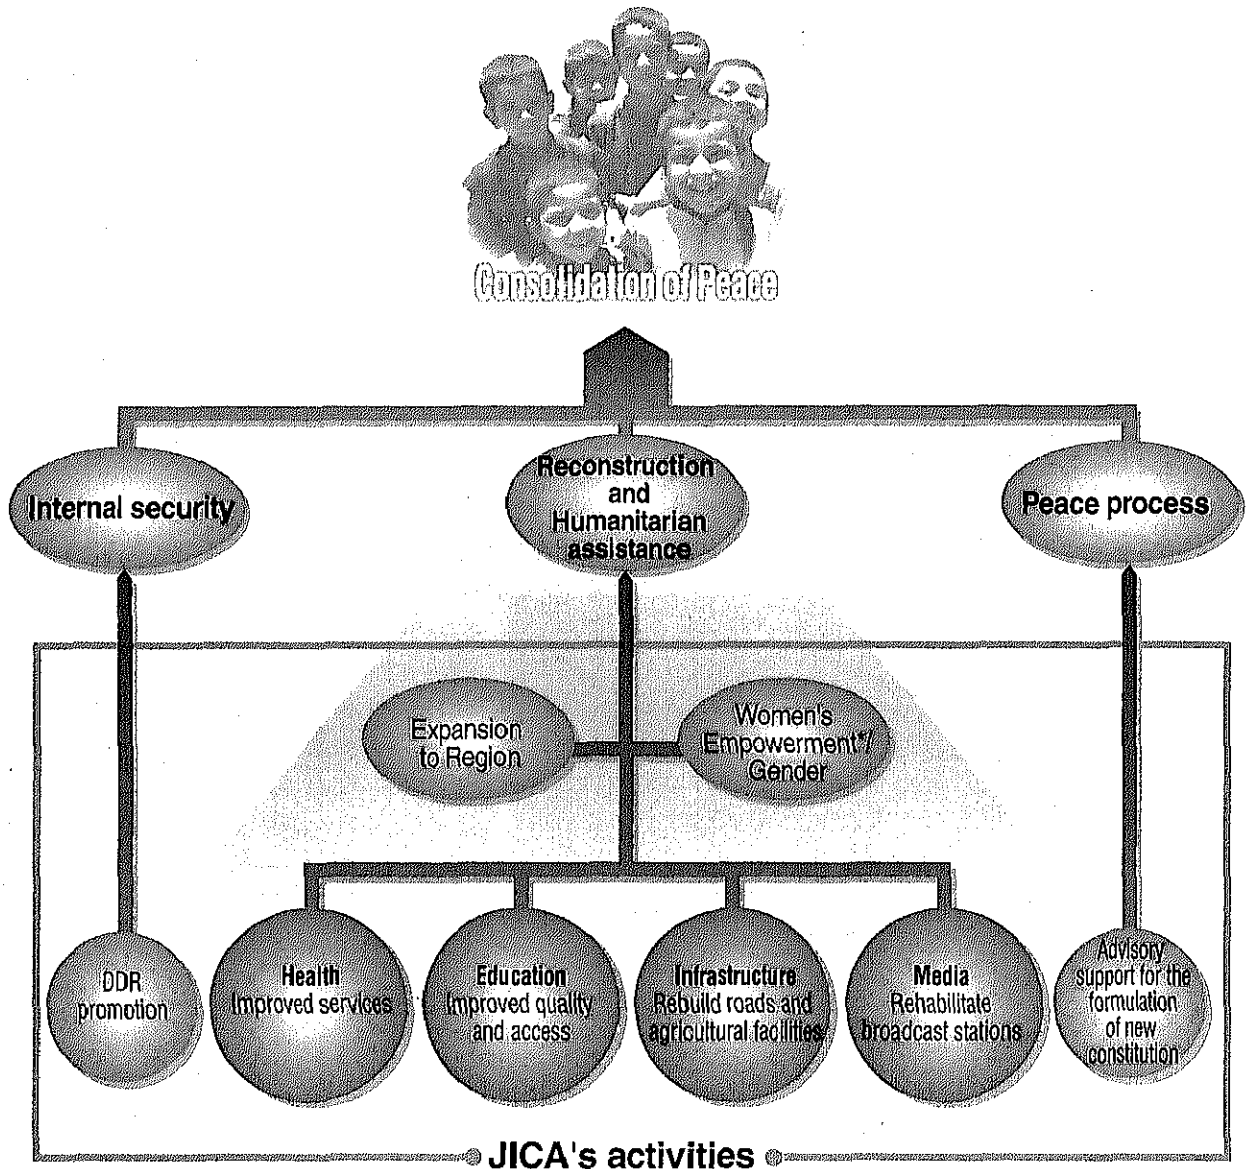 Consolidation of Peace
Internal security
Reconstruction
and
Humanitarian
assistance
Peace process
Expansion
to Region
Women's
Empowerment*/
Gender
DDR
promotion
Health
Improved services
Education
Improved quality
and access
Infrastructure
Rebuild roads and
agricultural facilities
Media
Rehabilitate
broadcast stations
Advisory
support for the
formulation
of new
constitution
JICA's activities